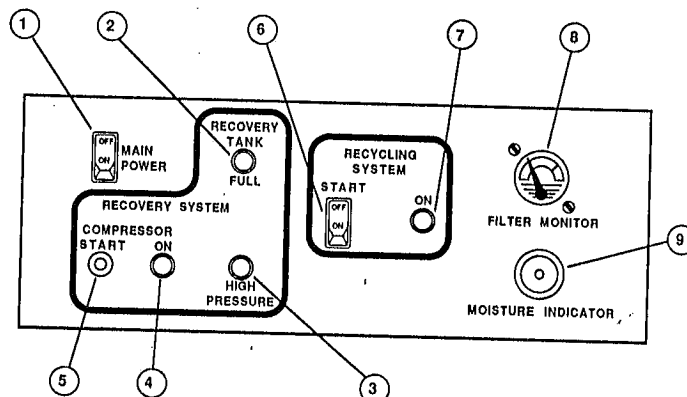 1
2
6
7
8
OFF
ON
MAIN
POWER
RECOVERY
TANK
FULL
RECOVERY SYSTEM
COMPRESSOR
START
ON
HIGH
PRESSURE
RECYCLING
SYSTEM
START
OFF
ON
ON
FILTER MONITOR
9
MOISTURE INDICATOR
5
4
3